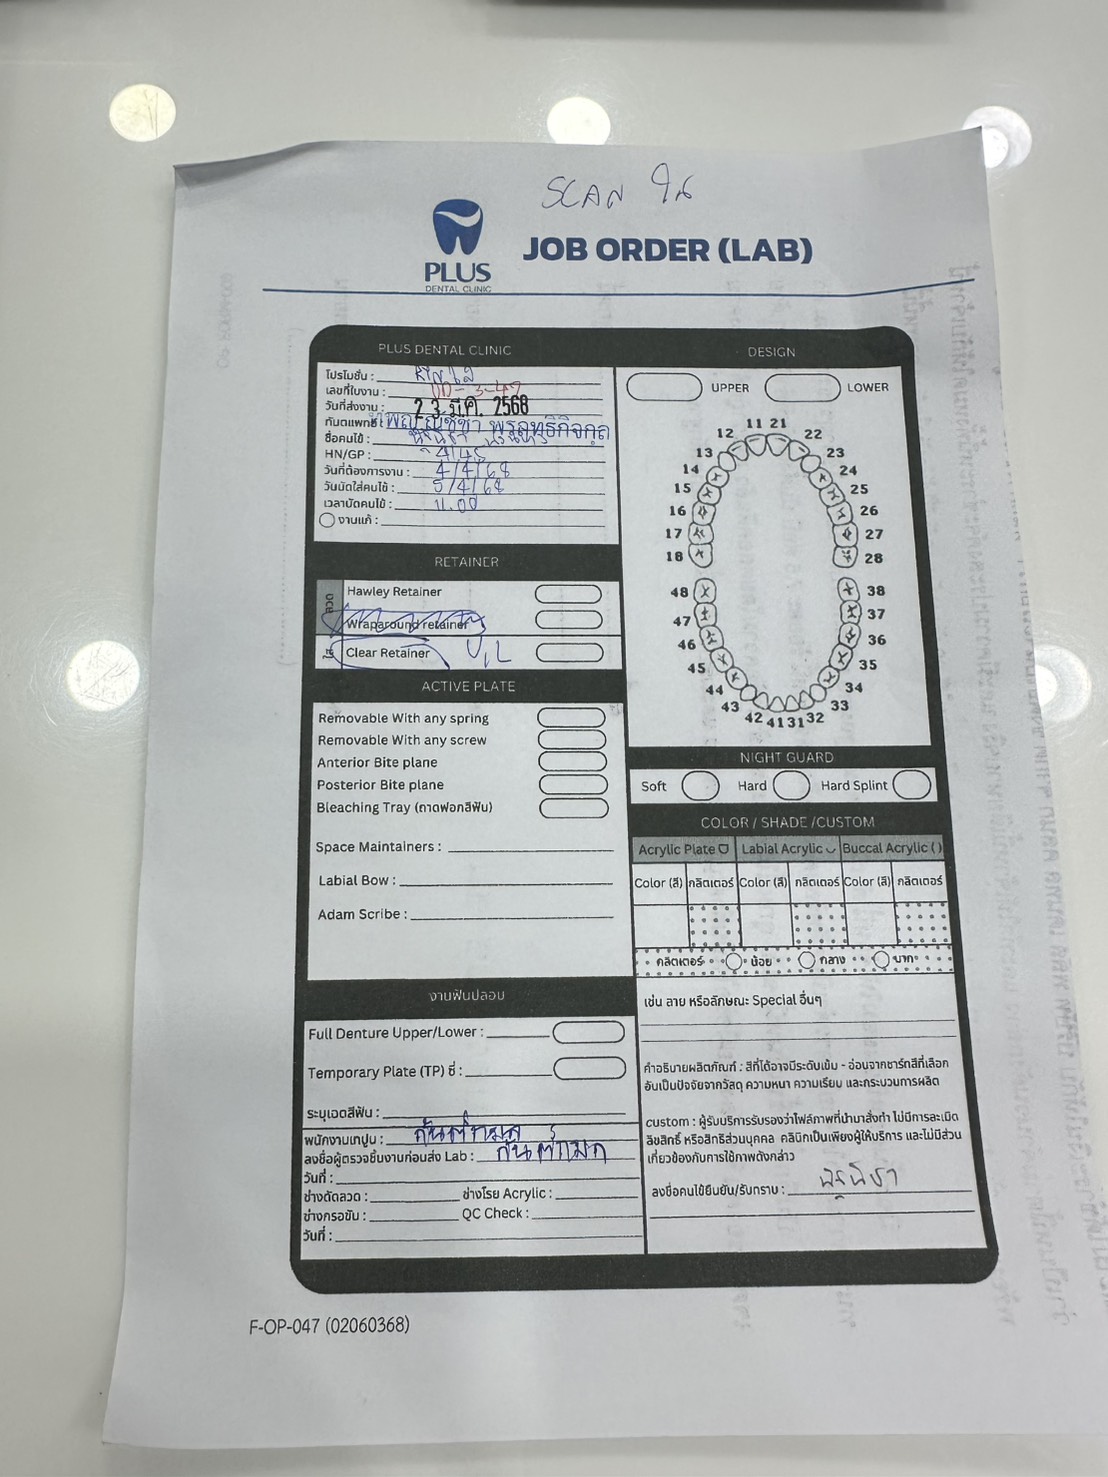 SCAN
PLUS
DENTAL CLINIC
JOB ORDER (LAB)
PLUS DENTAL CLINIC
โปรโมชั่น :
เลขที่ใบงาน :
วันที่ส่งงาน : 2 3 มี.ค. 2568
ทันตแพทย์ ณัชชา
ชื่อคนไข้ :
HN/GP :
วันที่ต้องการงาน : 4/4/68
วันนัดใส่คนไข้ : 5/4/68
เวลานัดคนไข้ : 11.00
งานแก้ :
RETAINER
ลวด
Hawley Retainer
Wraparound retainer
ใส
Clear Retainer U,L
ACTIVE PLATE
Removable With any spring
Removable With any screw
Anterior Bite plane
Posterior Bite plane
Bleaching Tray (ถาดฟอกสีฟัน)
Space Maintainers :
Labial Bow :
Adam Scribe :
งานฟันปลอม
Full Denture Upper/Lower :
Temporary Plate (TP) ซี่ :
ระบุเฉดสีฟัน :
พนักงานเทปูน :
ลงชื่อผู้ตรวจชิ้นงานก่อนส่ง Lab :
วันที่ :
ช่างดัดลวด : ช่างโรย Acrylic :
ช่างกรอขัน : QC Check :
วันที่ :
DESIGN
UPPER LOWER
11 21
12 22
13 23
14 24
15 25
16 26
17 27
18 28
48 38
47 37
46 36
45 35
44 34
43 33
42 41 31 32
NIGHT GUARD
Soft Hard Hard Splint
COLOR / SHADE /CUSTOM
Acrylic Plate Labial Acrylic Buccal Acrylic ( )
Color (สี) กลิตเตอร์ Color (สี) กลิตเตอร์ Color (สี) กลิตเตอร์
กลิตเตอร์ น้อย กลาง มาก
เช่น ลาย หรือลักษณะ Special อื่นๆ
คำอธิบายผลิตภัณฑ์ : สีที่ได้อาจมีระดับเข้ม - อ่อนจากชาร์ทสีที่เลือก
อันเป็นปัจจัยจากวัสดุ ความหนา ความเรียบ และกระบวนการผลิต
custom : ผู้รับบริการรับรองว่าไฟล์ภาพที่นำมาสั่งทำ ไม่มีการละเมิด
ลิขสิทธิ์ หรือสิทธิส่วนบุคคล คลินิกเป็นเพียงผู้ให้บริการ และไม่มีส่วน
เกี่ยวข้องกับการใช้ภาพดังกล่าว
ลงชื่อคนไข้ยืนยัน/รับทราบ :
F-OP-047 (02060368)